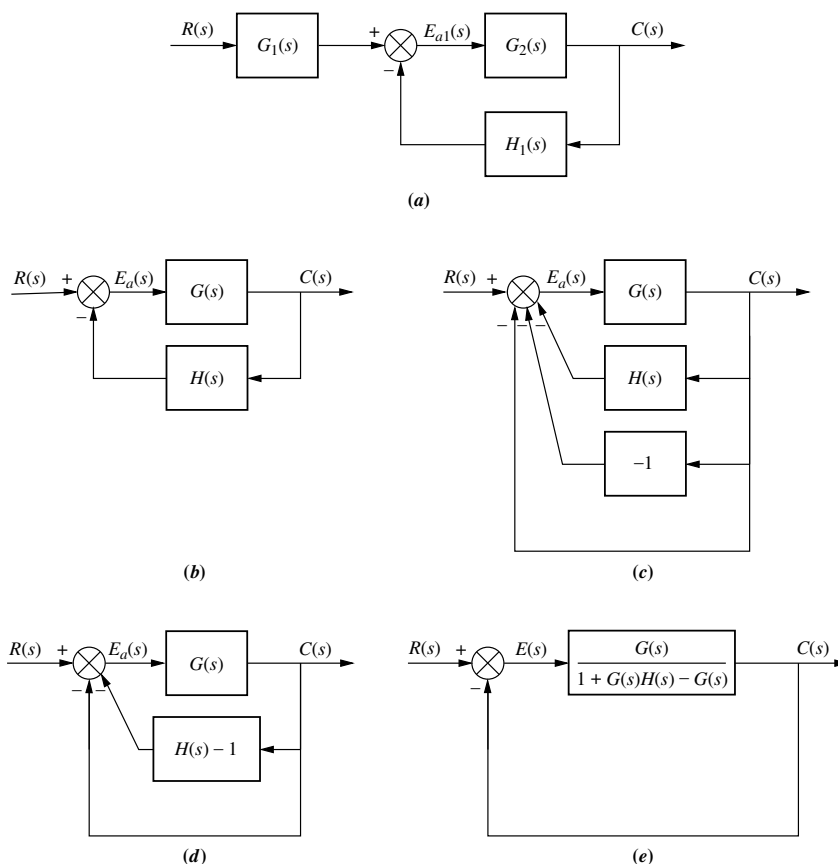 R(s) G₁(s) + − Eₐ₁(s) G₂(s) C(s)
H₁(s)
(a)
R(s) + − Eₐ(s) G(s) C(s)
H(s)
(b)
R(s) + − − − Eₐ(s) G(s) C(s)
H(s)
−1
(c)
R(s) + − − Eₐ(s) G(s) C(s)
H(s) − 1
(d)
R(s) + − E(s) C(s)
G(s)
1 + G(s)H(s) − G(s)
(e)